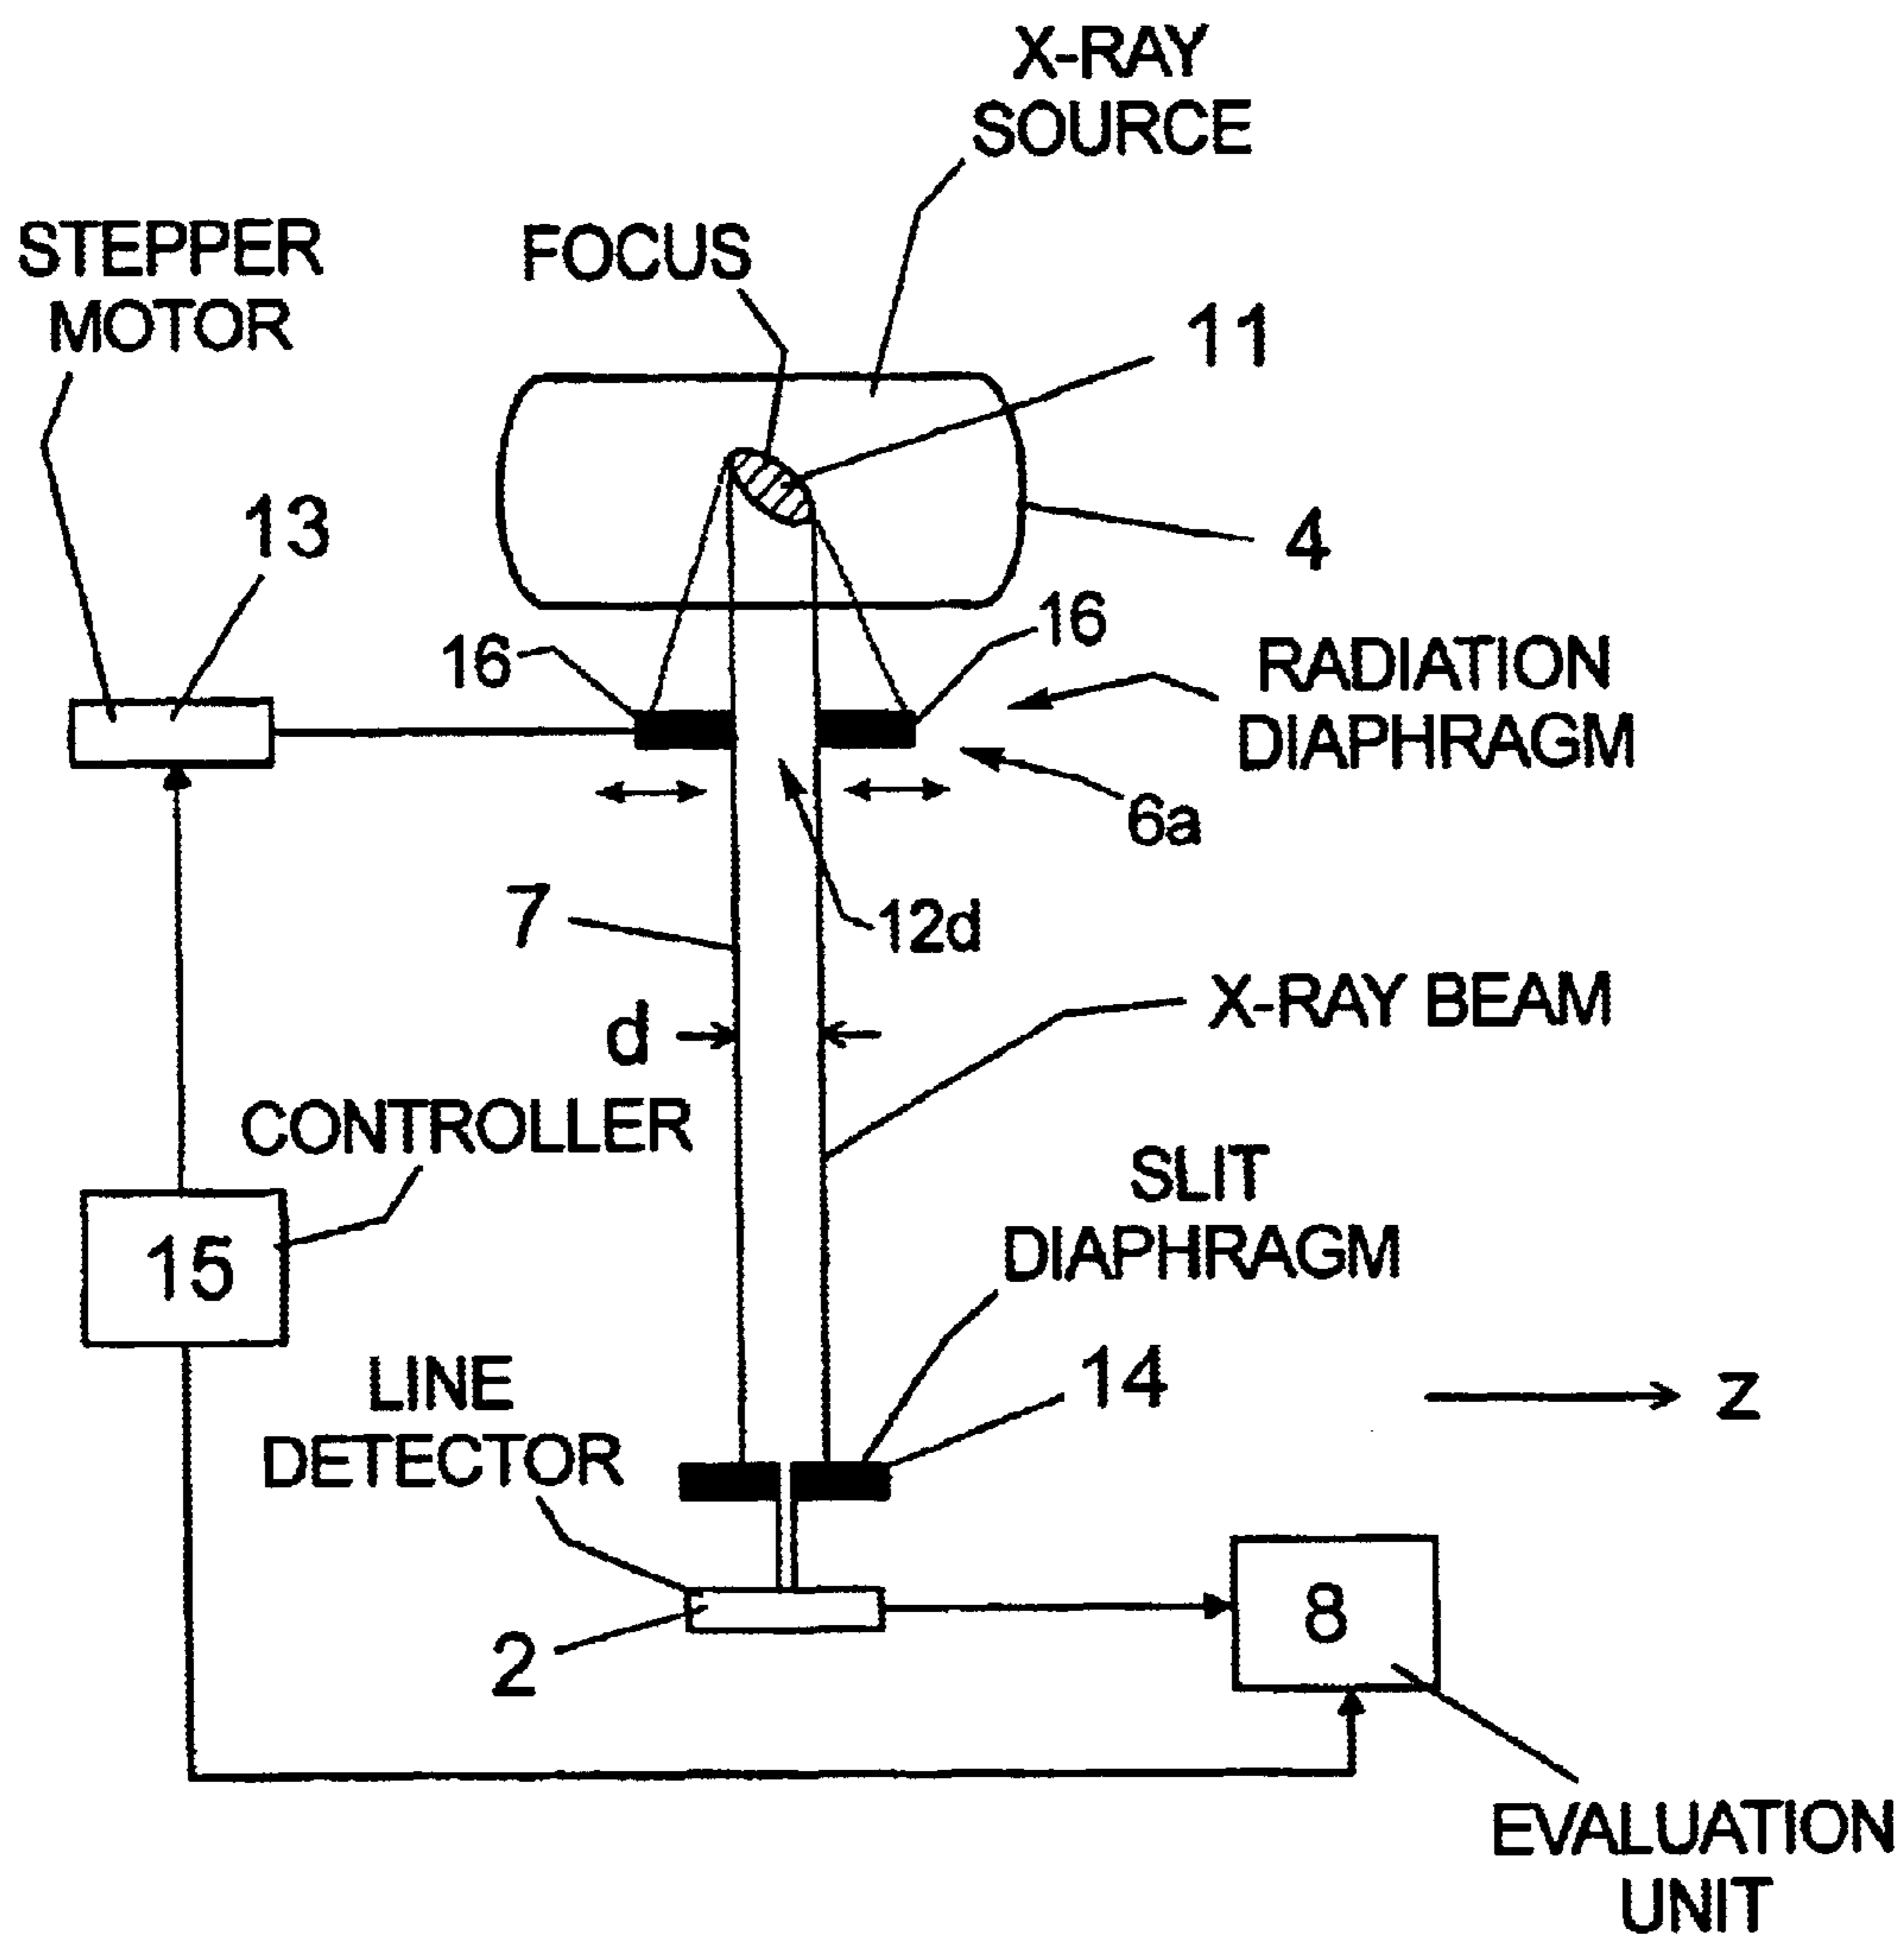 X-RAY
SOURCE
STEPPER
MOTOR
FOCUS
11
13
4
16
16
RADIATION
DIAPHRAGM
6a
7
12d
X-RAY BEAM
d
CONTROLLER
SLIT
DIAPHRAGM
15
LINE
DETECTOR
14
Z
8
2
EVALUATION
UNIT